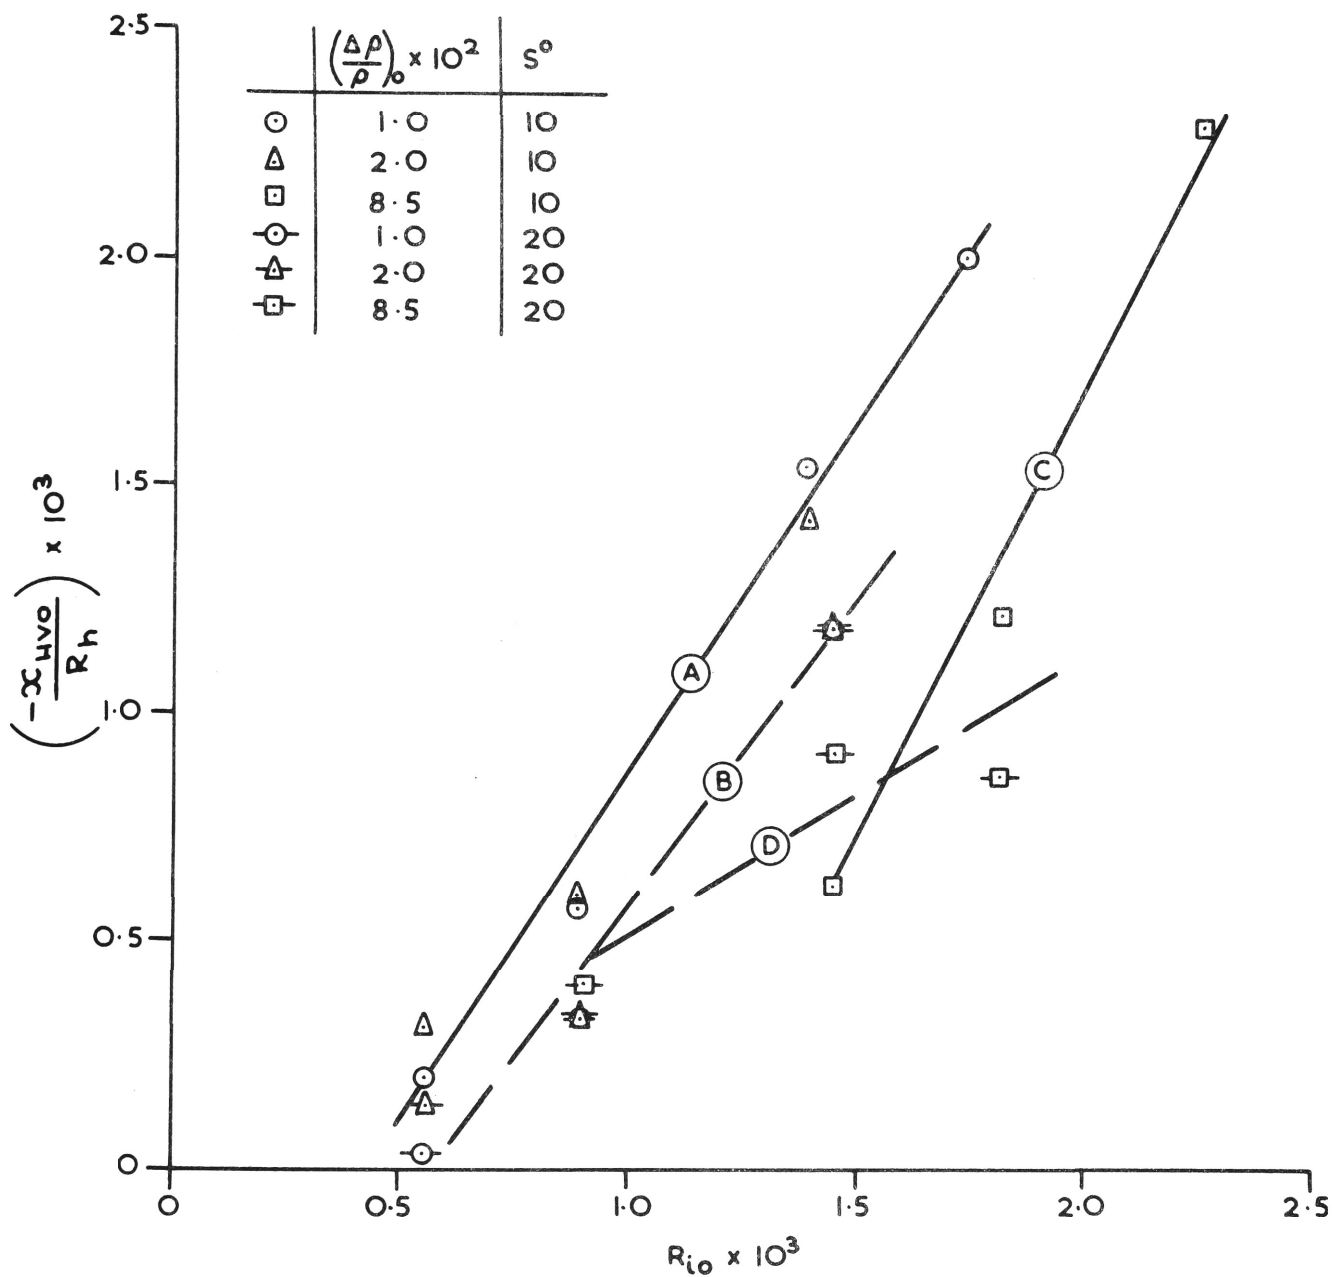 2·5
(Δρ/ρ)₀ × 10² S°
1·0 10
2·0 10
8·5 10
1·0 20
2·0 20
8·5 20
2·0
1·5
1·0
0·5
0
(-x_HVO/R_h) × 10³
A
B
C
D
0 0·5 1·0 1·5 2·0 2·5
R_io × 10³